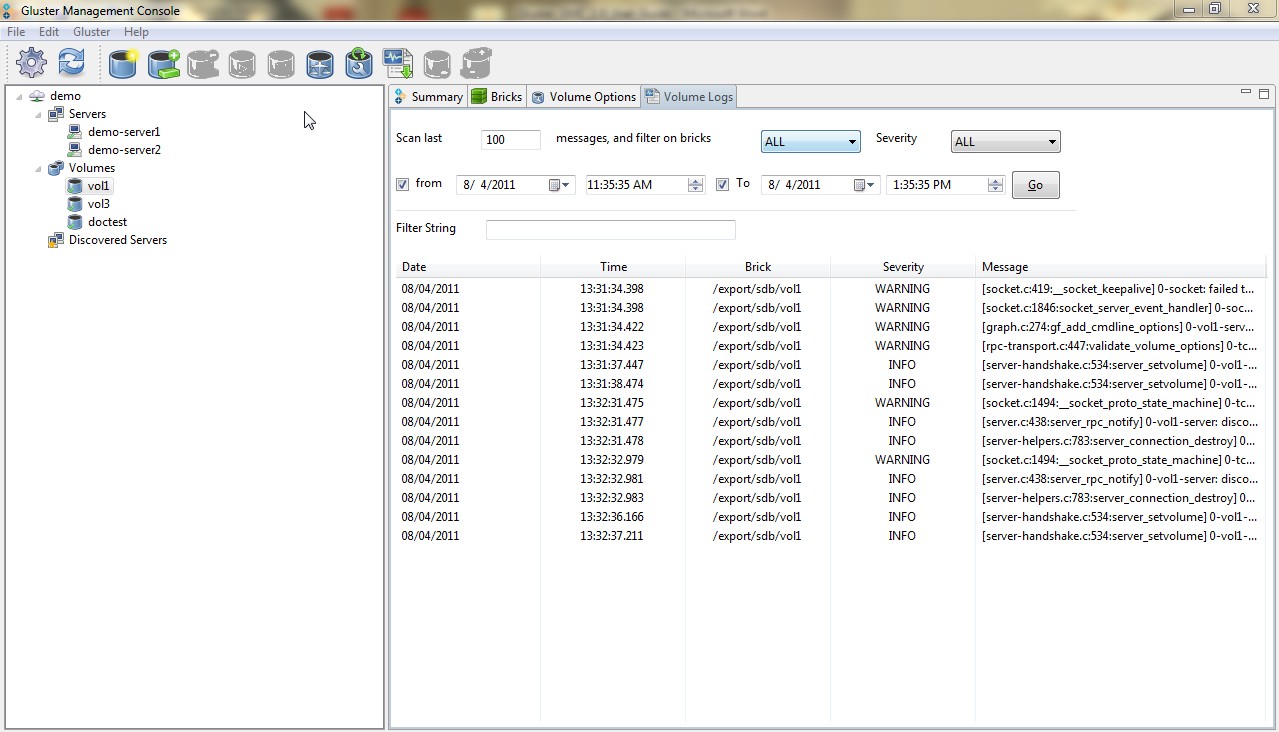 Gluster Management Console
File Edit Gluster Help
demo
Servers
demo-server1
demo-server2
Volumes
vol1
vol3
doctest
Discovered Servers
Summary Bricks Volume Options Volume Logs
Scan last 100 messages, and filter on bricks ALL Severity ALL
from 8/ 4/2011 11:35:35 AM To 8/ 4/2011 1:35:35 PM Go
Filter String
Date Time Brick Severity Message
08/04/2011 13:31:34.398 /export/sdb/vol1 WARNING [socket.c:419:__socket_keepalive] 0-socket: failed t...
08/04/2011 13:31:34.398 /export/sdb/vol1 WARNING [socket.c:1846:socket_server_event_handler] 0-soc...
08/04/2011 13:31:34.422 /export/sdb/vol1 WARNING [graph.c:274:gf_add_cmdline_options] 0-vol1-serv...
08/04/2011 13:31:34.423 /export/sdb/vol1 WARNING [rpc-transport.c:447:validate_volume_options] 0-tc...
08/04/2011 13:31:37.447 /export/sdb/vol1 INFO [server-handshake.c:534:server_setvolume] 0-vol1-...
08/04/2011 13:31:38.474 /export/sdb/vol1 INFO [server-handshake.c:534:server_setvolume] 0-vol1-...
08/04/2011 13:32:31.475 /export/sdb/vol1 WARNING [socket.c:1494:__socket_proto_state_machine] 0-tc...
08/04/2011 13:32:31.477 /export/sdb/vol1 INFO [server.c:438:server_rpc_notify] 0-vol1-server: disco...
08/04/2011 13:32:31.478 /export/sdb/vol1 INFO [server-helpers.c:783:server_connection_destroy] 0...
08/04/2011 13:32:32.979 /export/sdb/vol1 WARNING [socket.c:1494:__socket_proto_state_machine] 0-tc...
08/04/2011 13:32:32.981 /export/sdb/vol1 INFO [server.c:438:server_rpc_notify] 0-vol1-server: disco...
08/04/2011 13:32:32.983 /export/sdb/vol1 INFO [server-helpers.c:783:server_connection_destroy] 0...
08/04/2011 13:32:36.166 /export/sdb/vol1 INFO [server-handshake.c:534:server_setvolume] 0-vol1-...
08/04/2011 13:32:37.211 /export/sdb/vol1 INFO [server-handshake.c:534:server_setvolume] 0-vol1-...